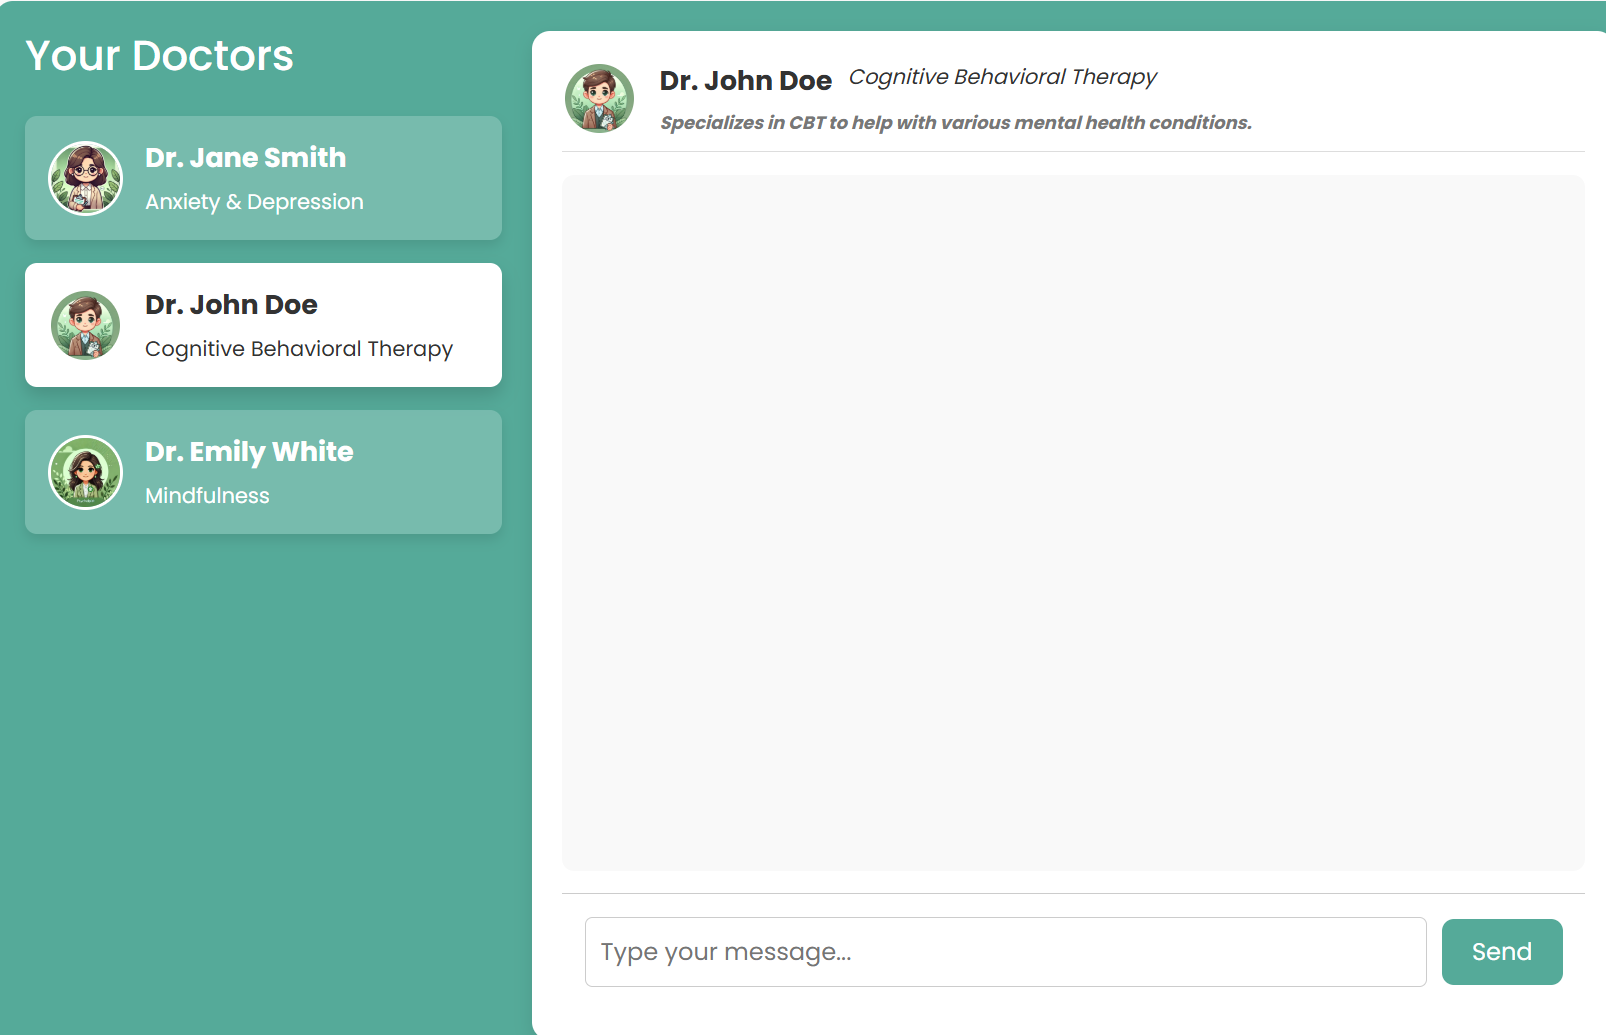 Your Doctors
Dr. Jane Smith
Anxiety & Depression
Dr. John Doe
Cognitive Behavioral Therapy
Dr. Emily White
Mindfulness
Dr. John Doe Cognitive Behavioral Therapy
Specializes in CBT to help with various mental health conditions.
Type your message...
Send